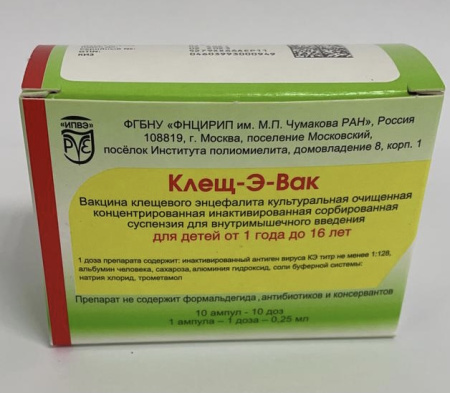 04603993000949
«ИПВЭ»
ФГБНУ «ФНЦИРИП им. М.П. Чумакова РАН», Россия
108819, г. Москва, поселение Московский,
посёлок Института полиомиелита, домовладение 8, корп. 1
Клещ-Э-Вак
Вакцина клещевого энцефалита культуральная очищенная
концентрированная инактивированная сорбированная
суспензия для внутримышечного введения
для детей от 1 года до 16 лет
1 доза препарата содержит: инактивированный антиген вируса КЭ титр не менее 1:128,
альбумин человека, сахароза, алюминия гидроксид, соли буферной системы:
натрия хлорид, трометамол
Препарат не содержит формальдегида, антибиотиков и консервантов
10 ампул - 10 доз
1 ампула – 1 доза – 0,25 мл